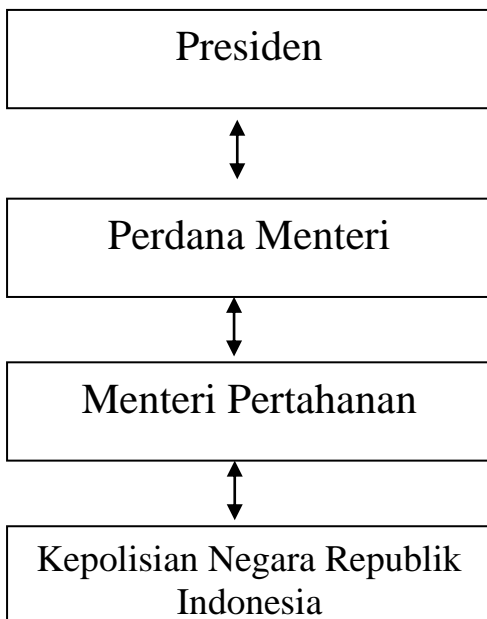 Presiden
Perdana Menteri
Menteri Pertahanan
Kepolisian Negara Republik
Indonesia